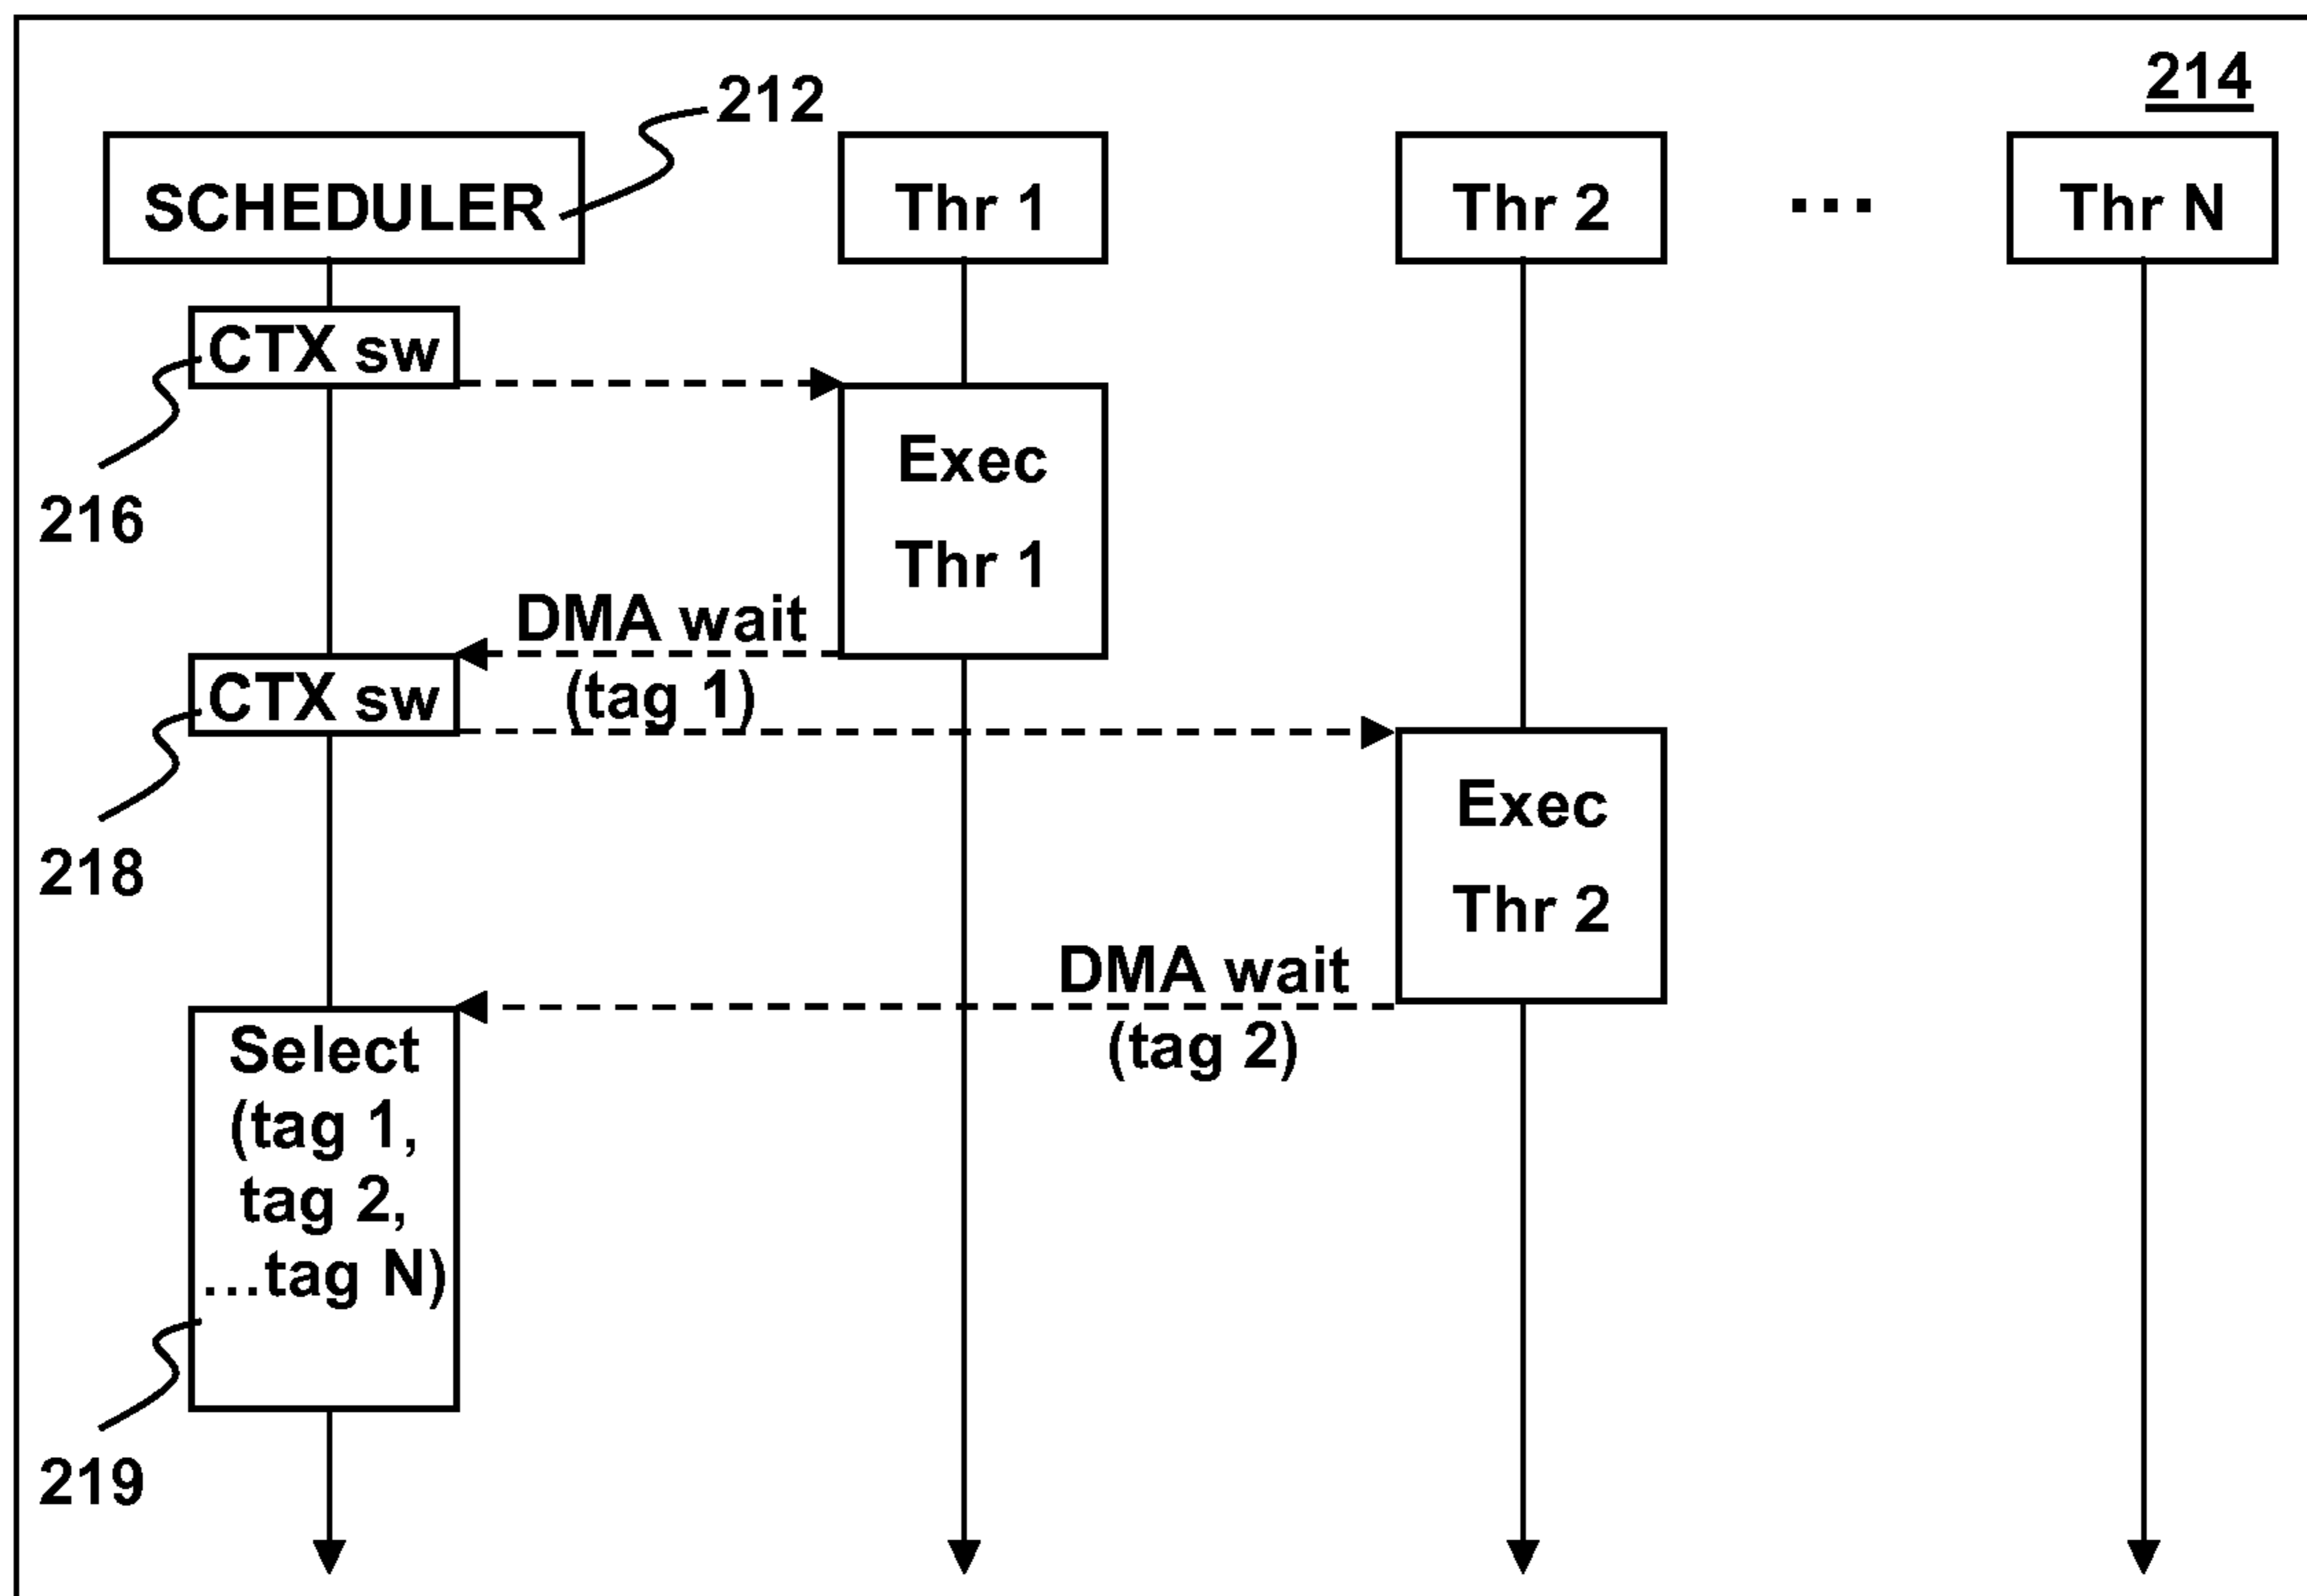 214
212
SCHEDULER
Thr 1
Thr 2
...
Thr N
CTX sw
216
Exec
Thr 1
DMA wait
(tag 1)
CTX sw
218
Exec
Thr 2
DMA wait
(tag 2)
Select
(tag 1,
tag 2,
...tag N)
219